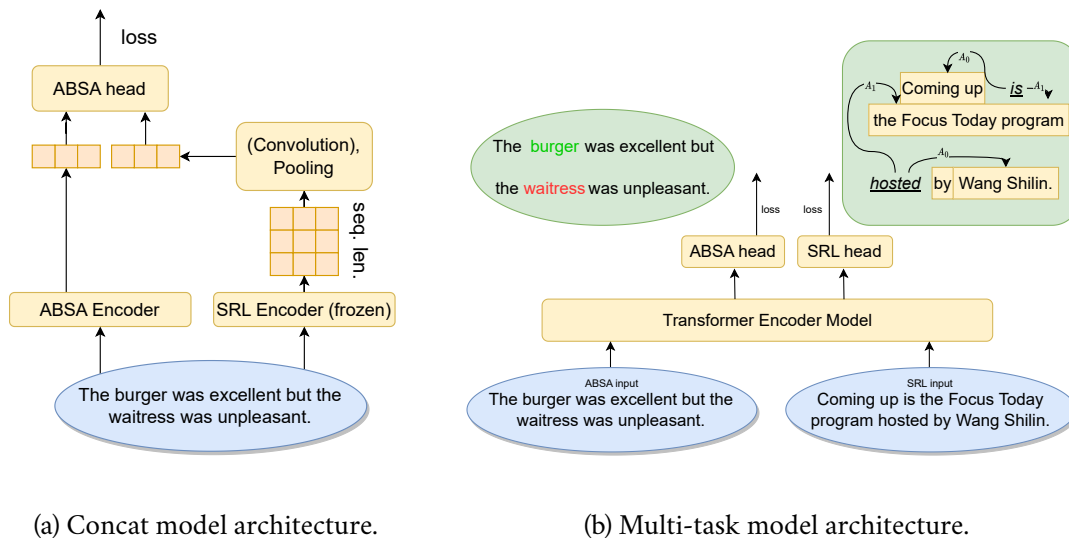 loss
ABSA head
(Convolution),
Pooling
seq. len.
ABSA Encoder
SRL Encoder (frozen)
The burger was excellent but the
waitress was unpleasant.
(a) Concat model architecture.
The burger was excellent but
the waitress was unpleasant.
A₀
Coming up
is
A₁
A₁
the Focus Today program
A₀
hosted
by Wang Shilin.
loss
loss
ABSA head
SRL head
Transformer Encoder Model
ABSA input
The burger was excellent but the
waitress was unpleasant.
SRL input
Coming up is the Focus Today
program hosted by Wang Shilin.
(b) Multi-task model architecture.